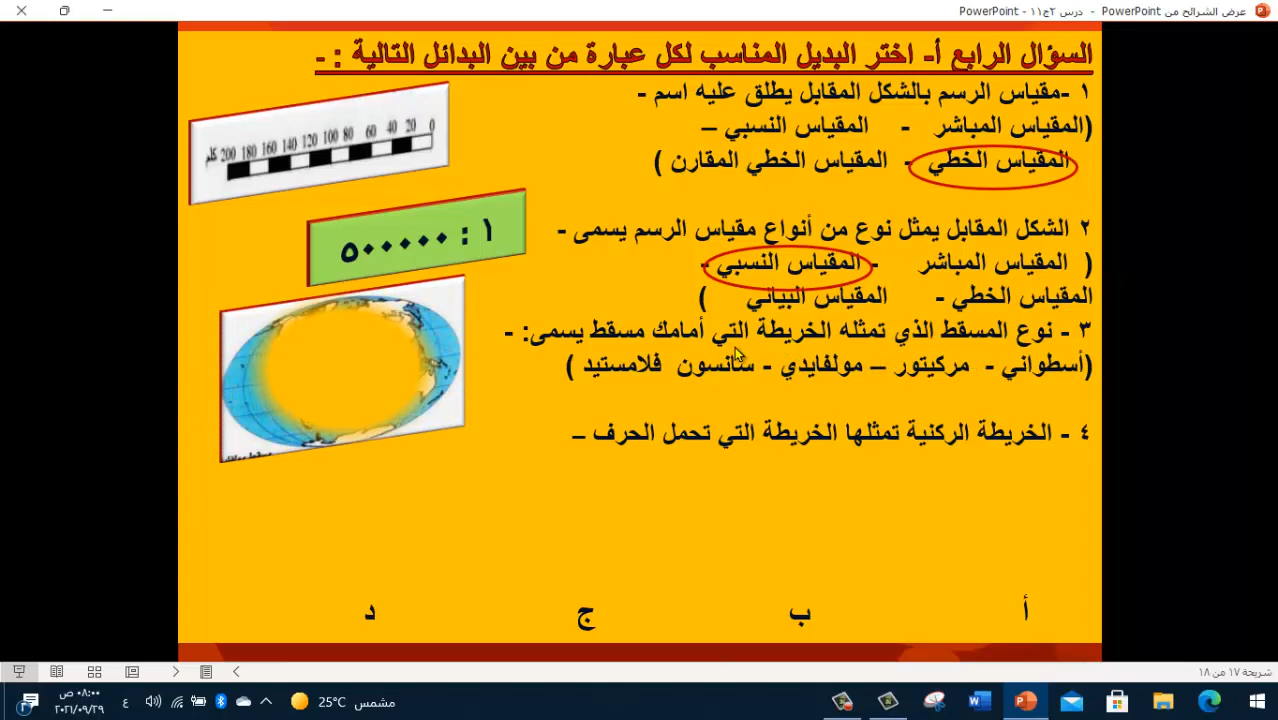 عرض الشرائح من PowerPoint - درس ٢ج١١ - PowerPoint
السؤال الرابع أ- اختر البديل المناسب لكل عبارة من بين البدائل التالية : -
١ -مقياس الرسم بالشكل المقابل يطلق عليه اسم -
(المقياس المباشر - المقياس النسبي –
المقياس الخطي - المقياس الخطي المقارن )
200 180 160 140 120 100 80 60 40 20 0
كلم
٢ الشكل المقابل يمثل نوع من أنواع مقياس الرسم يسمى -
( المقياس المباشر - المقياس النسبي -
المقياس الخطي - المقياس البياني )
١ : ٥٠٠٠٠٠٠
٣ - نوع المسقط الذي تمثله الخريطة التي أمامك مسقط يسمى: -
(أسطواني - مركيتور – مولفايدي - سانسون فلامستيد )
٤ - الخريطة الركنية تمثلها الخريطة التي تحمل الحرف –
أ ب ج د
شريحة ١٧ من ١٨
٠٨:٠٠ ص
٢٠٢١/٠٩/٢٩
ع
25°C مشمس